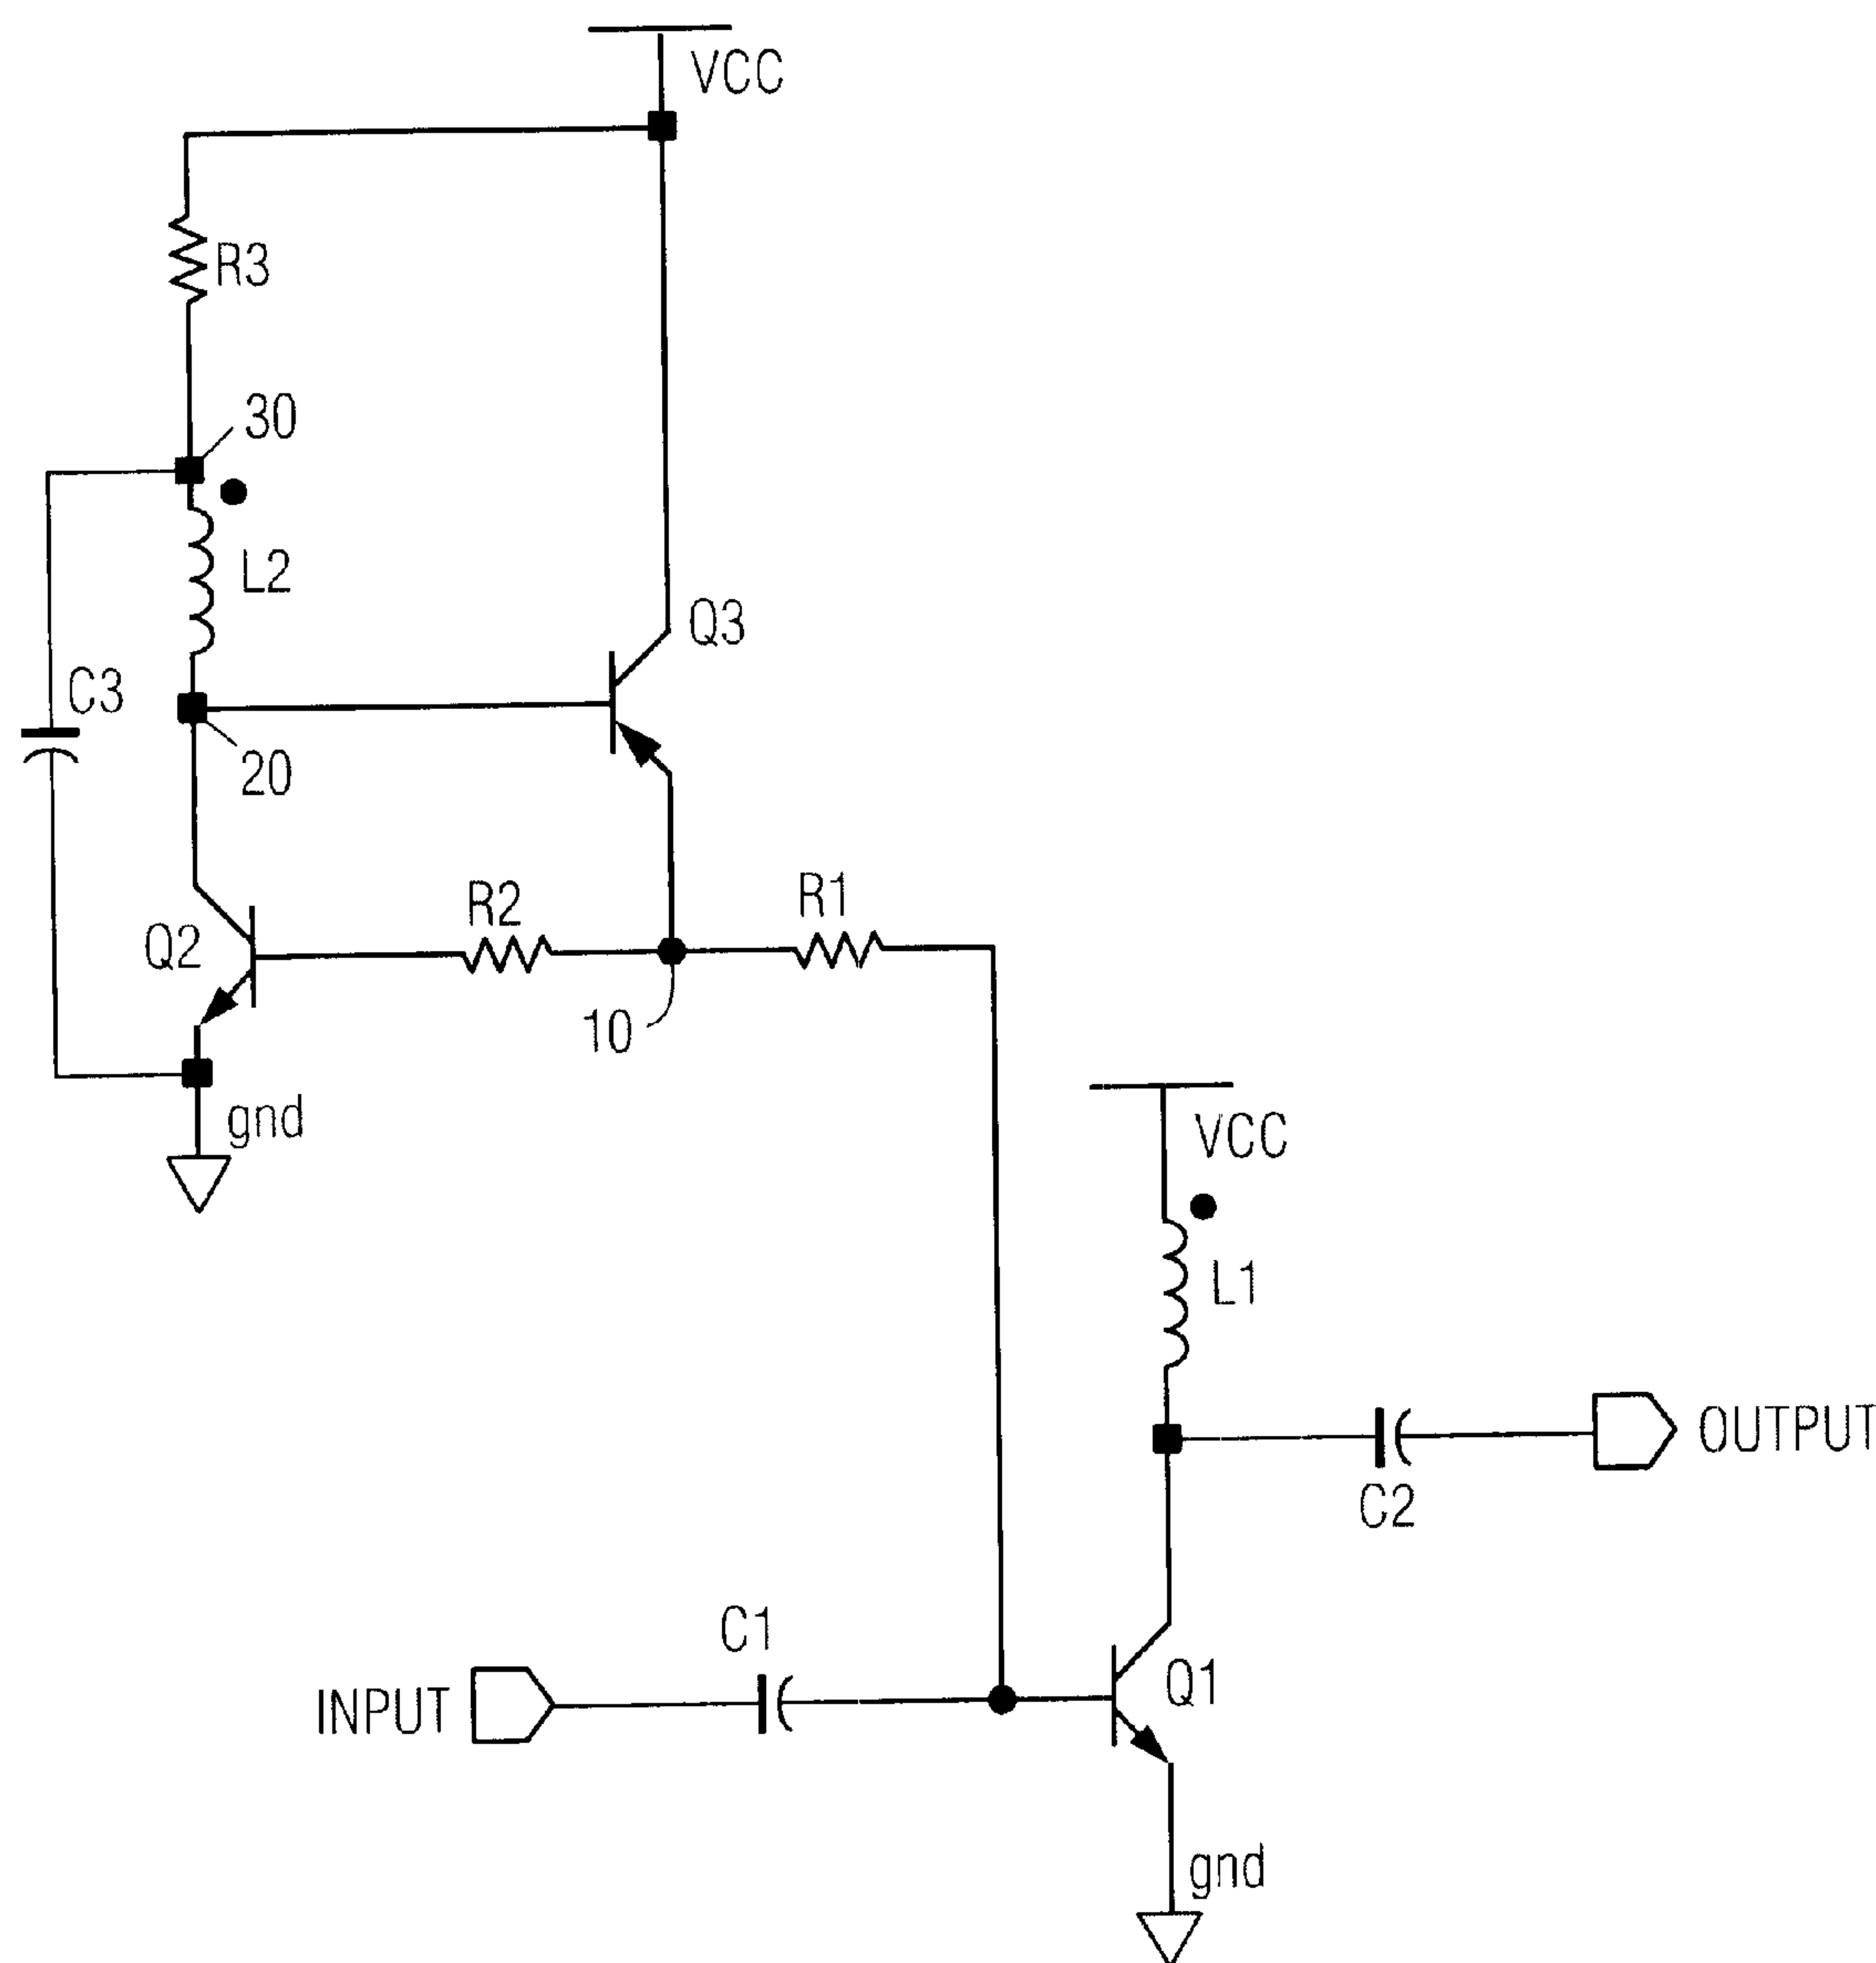 VCC
R3
30
L2
Q3
C3
20
R2
R1
Q2
10
gnd
VCC
L1
OUTPUT
C2
C1
Q1
INPUT
gnd